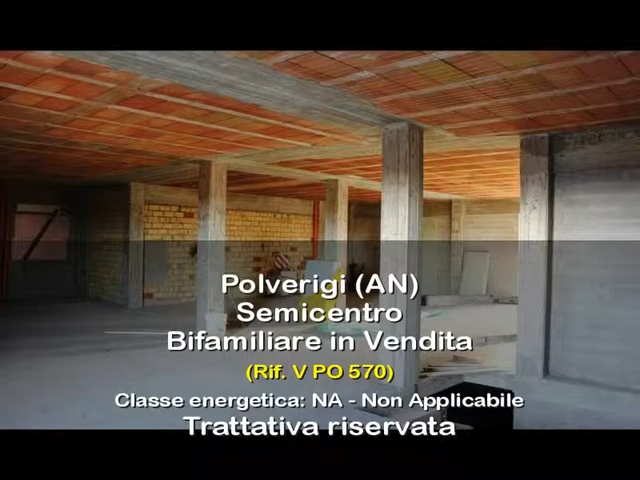 Polverigi (AN)
Semicentro
Bifamiliare in Vendita
(Rif. V PO 570)
Classe energetica: NA - Non Applicabile
Trattativa riservata